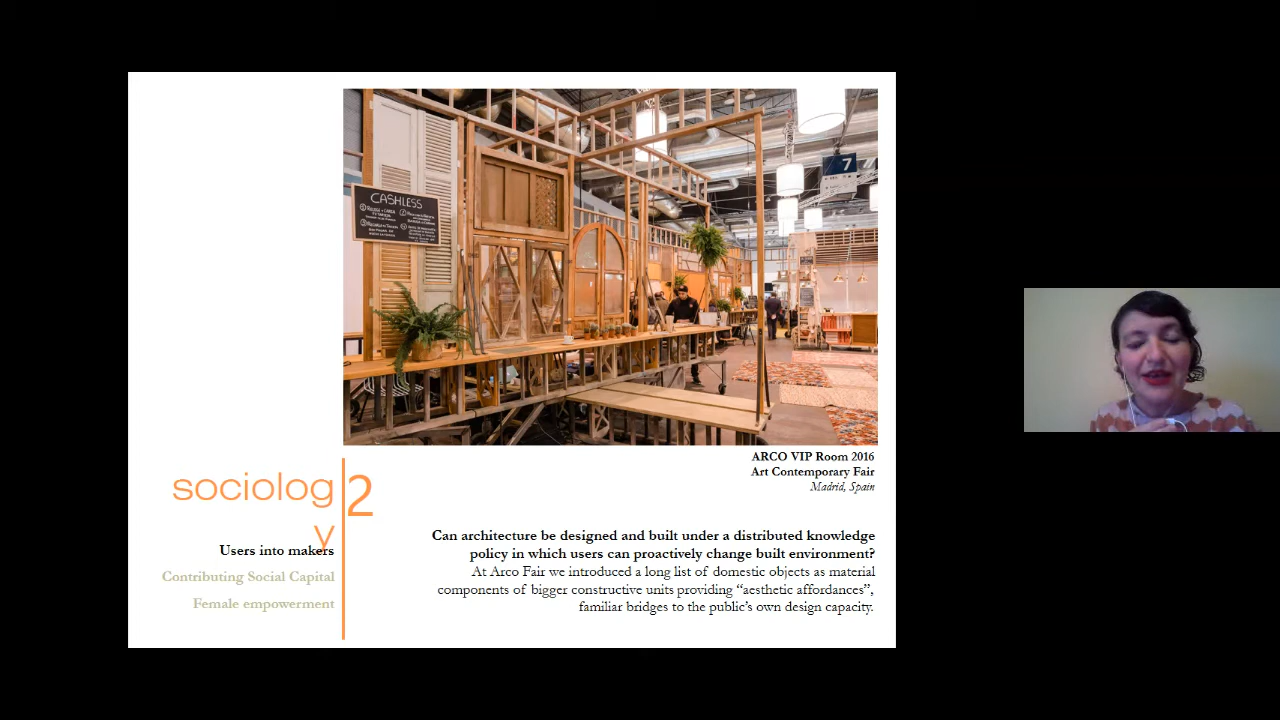 CASHLESS
7
ARCO VIP Room 2016
Art Contemporary Fair
Madrid, Spain
sociolog
y
2
Users into makers
Contributing Social Capital
Female empowerment
Can architecture be designed and built under a distributed knowledge
policy in which users can proactively change built environment?
At Arco Fair we introduced a long list of domestic objects as material
components of bigger constructive units providing “aesthetic affordances”,
familiar bridges to the public’s own design capacity.